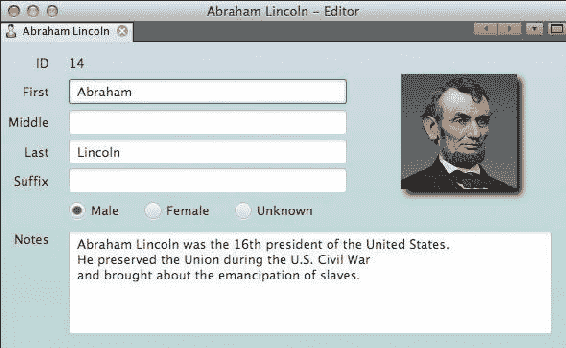 Abraham Lincoln – Editor
Abraham Lincoln
ID 14
First Abraham
Middle
Last Lincoln
Suffix
Male Female Unknown
Notes Abraham Lincoln was the 16th president of the United States.
He preserved the Union during the U.S. Civil War
and brought about the emancipation of slaves.